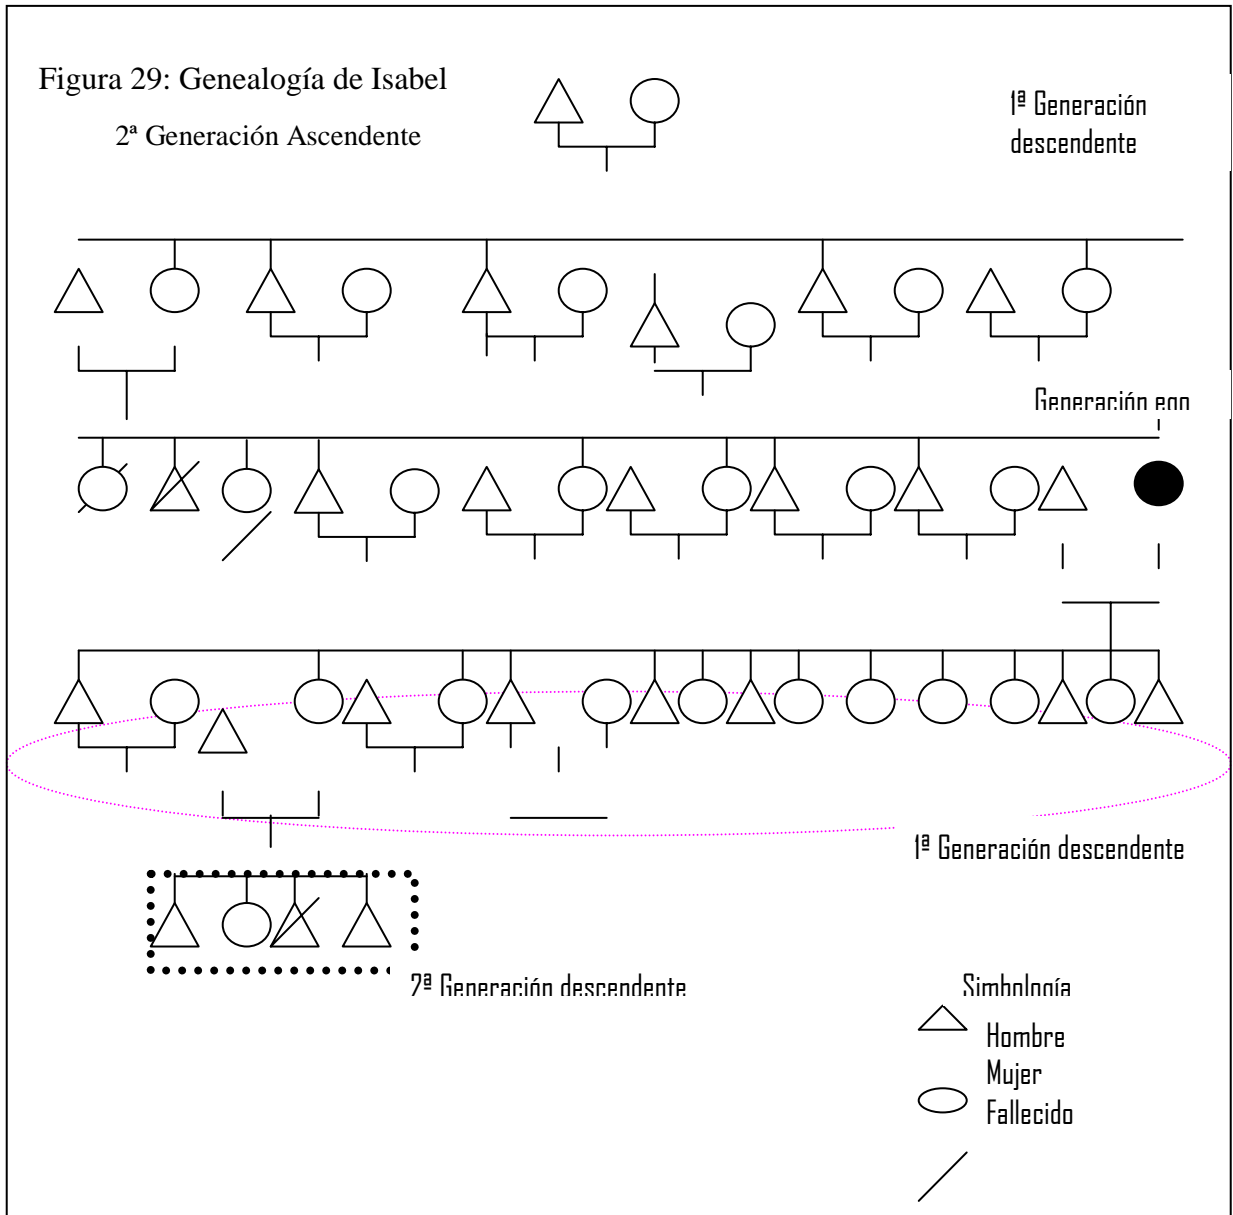 Figura 29: Genealogía de Isabel
2ª Generación Ascendente
1ª Generación
descendente
Generación ego
1ª Generación descendente
2ª Generación descendente
Simbología
Hombre
Mujer
Fallecido